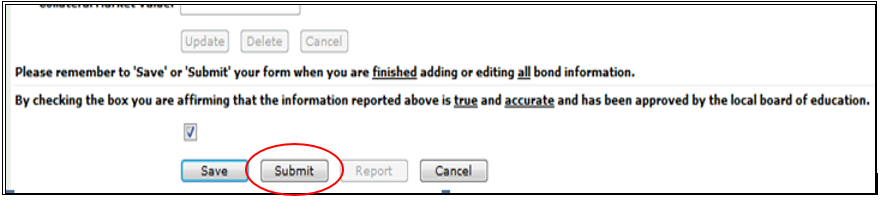 Collateral Market Value:
Update Delete Cancel
Please remember to 'Save' or 'Submit' your form when you are finished adding or editing all bond information.
By checking the box you are affirming that the information reported above is true and accurate and has been approved by the local board of education.
Save Submit Report Cancel